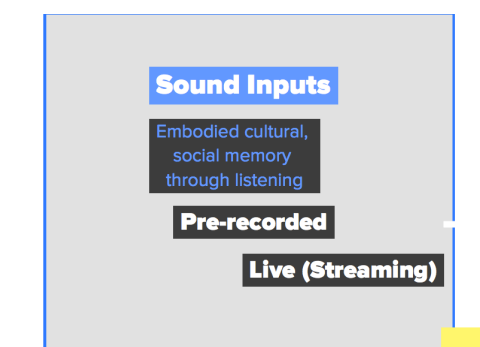 Sound Inputs
Embodied cultural,
social memory
through listening
Pre-recorded
Live (Streaming)